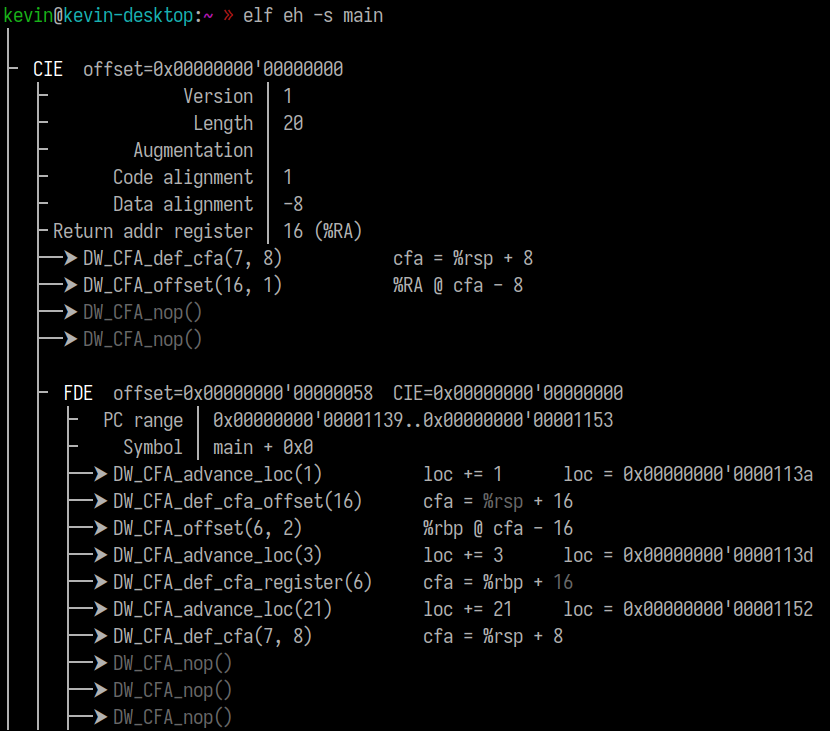 kevin@kevin-desktop:~ » elf eh -s main
CIE offset=0x00000000'00000000
Version 1
Length 20
Augmentation
Code alignment 1
Data alignment -8
Return addr register 16 (%RA)
DW_CFA_def_cfa(7, 8) cfa = %rsp + 8
DW_CFA_offset(16, 1) %RA @ cfa - 8
DW_CFA_nop()
DW_CFA_nop()
FDE offset=0x00000000'00000058 CIE=0x00000000'00000000
PC range 0x00000000'00001139..0x00000000'00001153
Symbol main + 0x0
DW_CFA_advance_loc(1) loc += 1 loc = 0x00000000'0000113a
DW_CFA_def_cfa_offset(16) cfa = %rsp + 16
DW_CFA_offset(6, 2) %rbp @ cfa - 16
DW_CFA_advance_loc(3) loc += 3 loc = 0x00000000'0000113d
DW_CFA_def_cfa_register(6) cfa = %rbp + 16
DW_CFA_advance_loc(21) loc += 21 loc = 0x00000000'00001152
DW_CFA_def_cfa(7, 8) cfa = %rsp + 8
DW_CFA_nop()
DW_CFA_nop()
DW_CFA_nop()